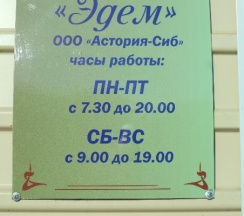 «Эдем»
ООО «Астория-Сиб»
часы работы:
ПН-ПТ
с 7.30 до 20.00
СБ-ВС
с 9.00 до 19.00